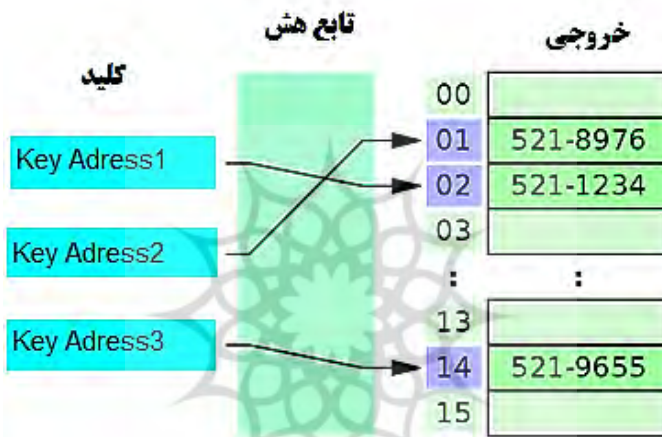 تابع هش
خروجی
کلید
00
01 521-8976
Key Adress1
02 521-1234
03
Key Adress2
:
:
13
Key Adress3
14 521-9655
15